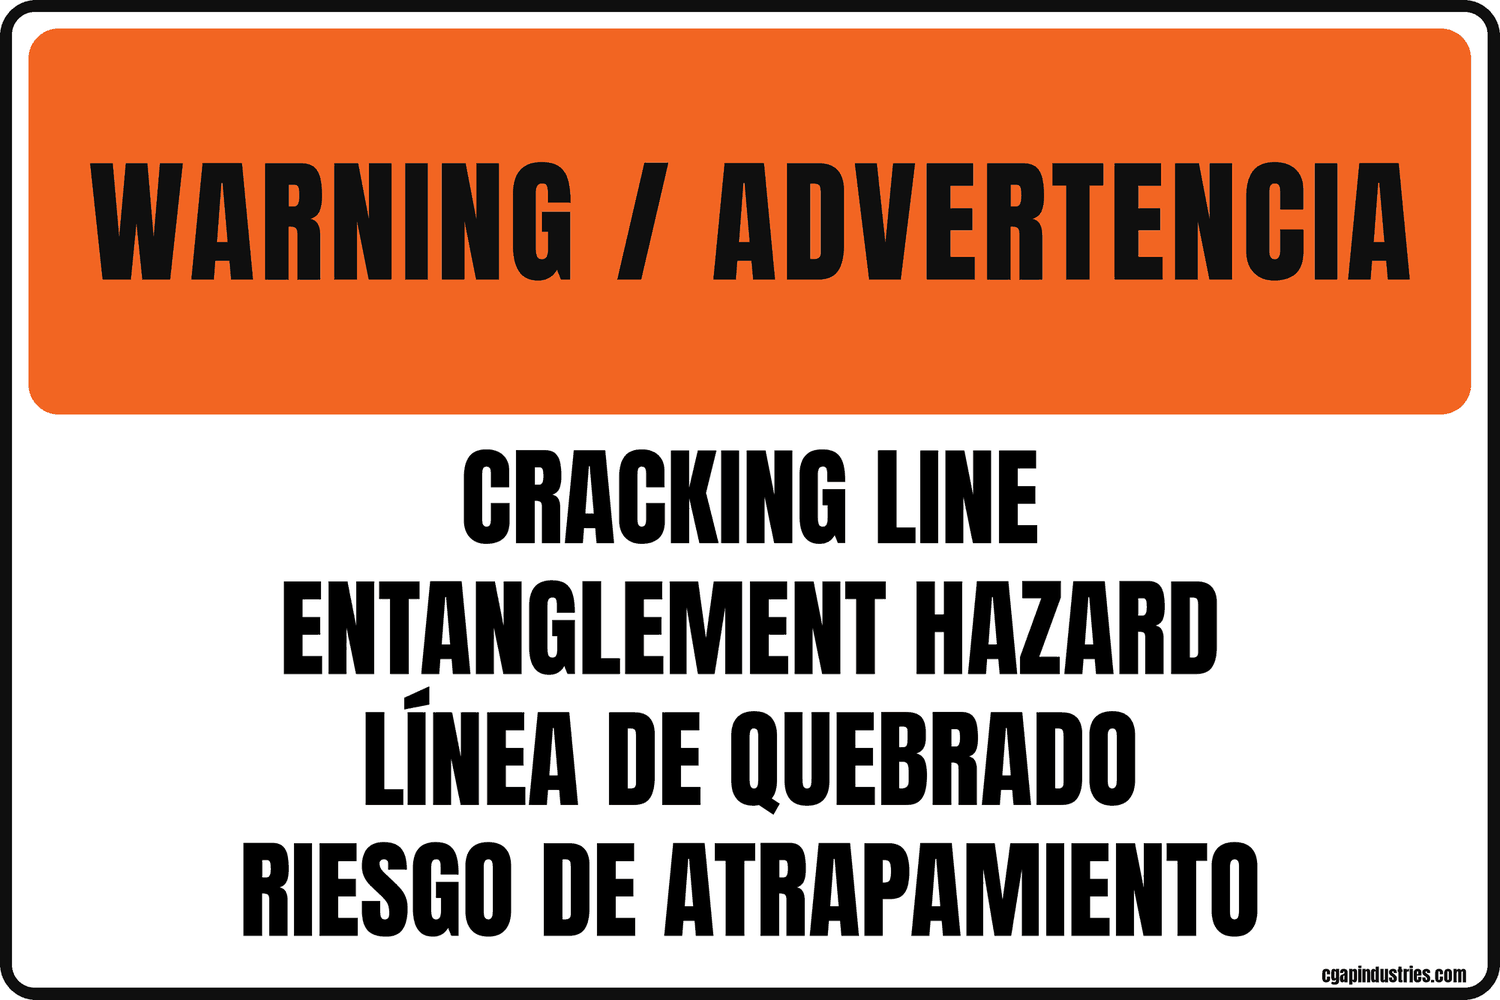 WARNING / ADVERTENCIA
CRACKING LINE
ENTANGLEMENT HAZARD
LÍNEA DE QUEBRADO
RIESGO DE ATRAPAMIENTO
cgapindustries.com